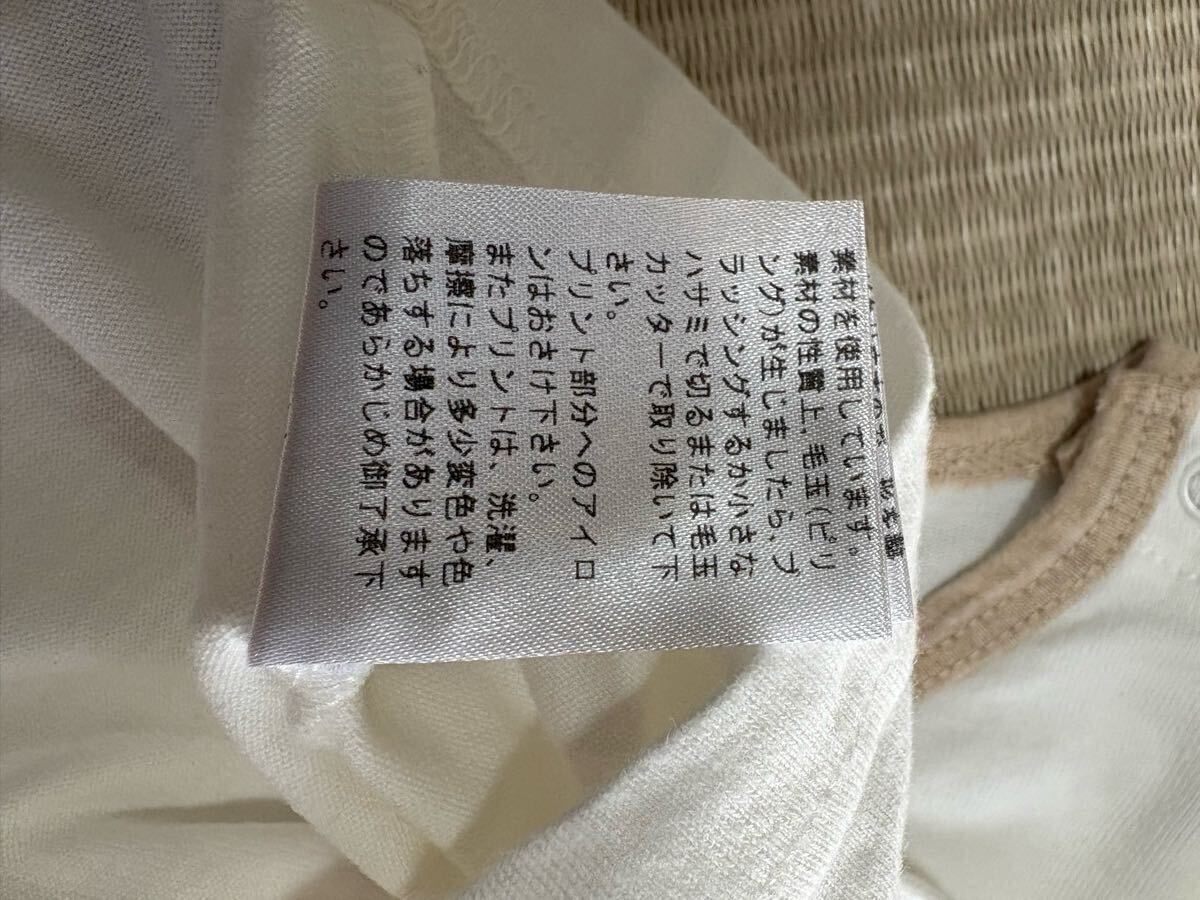 素材を使用しています。
素材の性質上、毛玉(ピリ
ング)が生じましたら、ブ
ラッシングするか小さな
ハサミで切るまたは毛玉
カッターで取り除いて下
さい。
プリント部分へのアイロ
ンはおさけ下さい。
またプリントは、洗濯、
摩擦により多少変色や色
落ちする場合があります
のであらかじめ御了承下
さい。